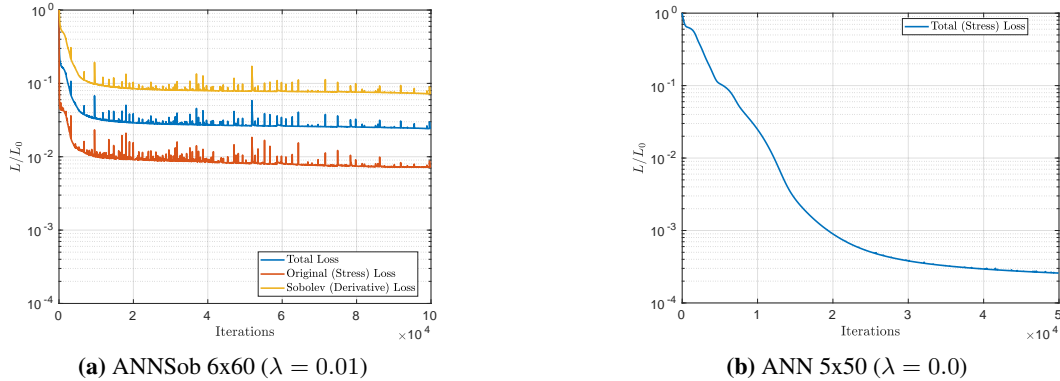 10⁰
10⁻¹
10⁻²
10⁻³
10⁻⁴
L/L₀
Total Loss
Original (Stress) Loss
Sobolev (Derivative) Loss
0 2 4 6 8 10
×10⁴
Iterations
(a) ANNSob 6x60 (λ = 0.01)
10⁰
10⁻¹
10⁻²
10⁻³
10⁻⁴
L/L₀
Total (Stress) Loss
0 1 2 3 4 5
×10⁴
Iterations
(b) ANN 5x50 (λ = 0.0)